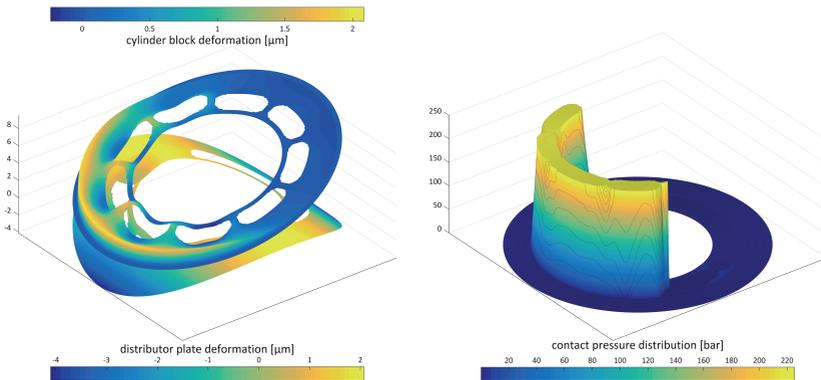 0 0.5 1 1.5 2
cylinder block deformation [µm]
8
6
4
2
0
-2
-4
distributor plate deformation [µm]
-4 -3 -2 -1 0 1 2
250
200
150
100
50
0
contact pressure distribution [bar]
20 40 60 80 100 120 140 160 180 200 220